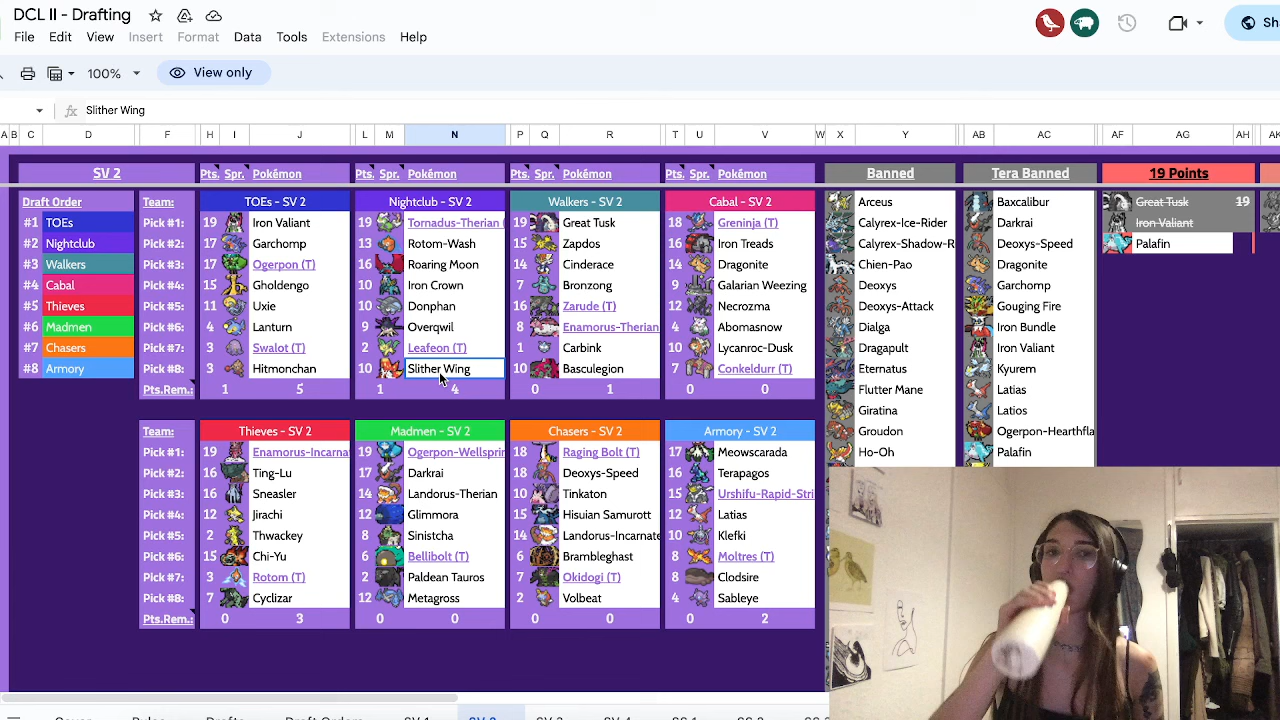 DCL II - Drafting
File Edit View Insert Format Data Tools Extensions Help
100% View only
Slither Wing
A B C D F H I J L M N P Q R T U V W X Y AB AC AF AG AH
SV 2 Pts. Spr. Pokémon Pts. Spr. Pokémon Pts. Spr. Pokémon Pts. Spr. Pokémon Banned Tera Banned 19 Points
Draft Order Team: TOEs - SV 2 Nightclub - SV 2 Walkers - SV 2 Cabal - SV 2 Arceus Baxcalibur Great Tusk 19
#1 TOEs Pick #1: 19 Iron Valiant 19 Tornadus-Therian ( 19 Great Tusk 18 Greninja (T) Calyrex-Ice-Rider Darkrai Iron Valiant
#2 Nightclub Pick #2: 17 Garchomp 13 Rotom-Wash 15 Zapdos 16 Iron Treads Calyrex-Shadow-R Deoxys-Speed Palafin
#3 Walkers Pick #3: 17 Ogerpon (T) 16 Roaring Moon 14 Cinderace 14 Dragonite Chien-Pao Dragonite
#4 Cabal Pick #4: 15 Gholdengo 10 Iron Crown 7 Bronzong 9 Galarian Weezing Deoxys Garchomp
#5 Thieves Pick #5: 11 Uxie 10 Donphan 16 Zarude (T) 12 Necrozma Deoxys-Attack Gouging Fire
#6 Madmen Pick #6: 4 Lanturn 9 Overqwil 8 Enamorus-Therian 4 Abomasnow Dialga Iron Bundle
#7 Chasers Pick #7: 3 Swalot (T) 2 Leafeon (T) 1 Carbink 10 Lycanroc-Dusk Dragapult Iron Valiant
#8 Armory Pick #8: 3 Hitmonchan 10 Slither Wing 10 Basculegion 7 Conkeldurr (T) Eternatus Kyurem
Pts.Rem.: 1 5 1 4 0 1 0 0 Flutter Mane Latias
Giratina Latios
Team: Thieves - SV 2 Madmen - SV 2 Chasers - SV 2 Armory - SV 2 Groudon Ogerpon-Hearthfla
Pick #1: 19 Enamorus-Incarna 19 Ogerpon-Wellsprin 18 Raging Bolt (T) 17 Meowscarada Ho-Oh Palafin
Pick #2: 16 Ting-Lu 17 Darkrai 18 Deoxys-Speed 16 Terapagos
Pick #3: 16 Sneasler 14 Landorus-Therian 10 Tinkaton 15 Urshifu-Rapid-Stri
Pick #4: 12 Jirachi 12 Glimmora 15 Hisuian Samurott 12 Latias
Pick #5: 2 Thwackey 8 Sinistcha 14 Landorus-Incarnate 10 Klefki
Pick #6: 15 Chi-Yu 6 Bellibolt (T) 6 Brambleghast 8 Moltres (T)
Pick #7: 3 Rotom (T) 2 Paldean Tauros 7 Okidogi (T) 8 Clodsire
Pick #8: 7 Cyclizar 12 Metagross 2 Volbeat 4 Sableye
Pts.Rem.: 0 3 0 0 0 0 0 2